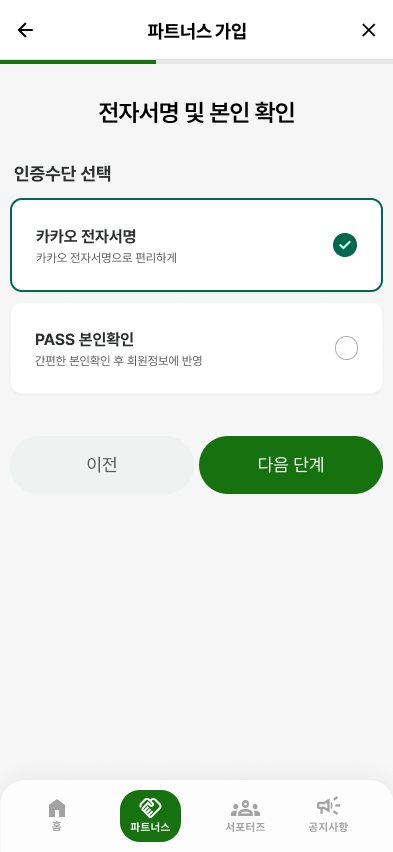 파트너스 가입
전자서명 및 본인 확인
인증수단 선택
카카오 전자서명
카카오 전자서명으로 편리하게
PASS 본인확인
간편한 본인확인 후 회원정보에 반영
이전
다음 단계
홈
파트너스
서포터즈
공지사항